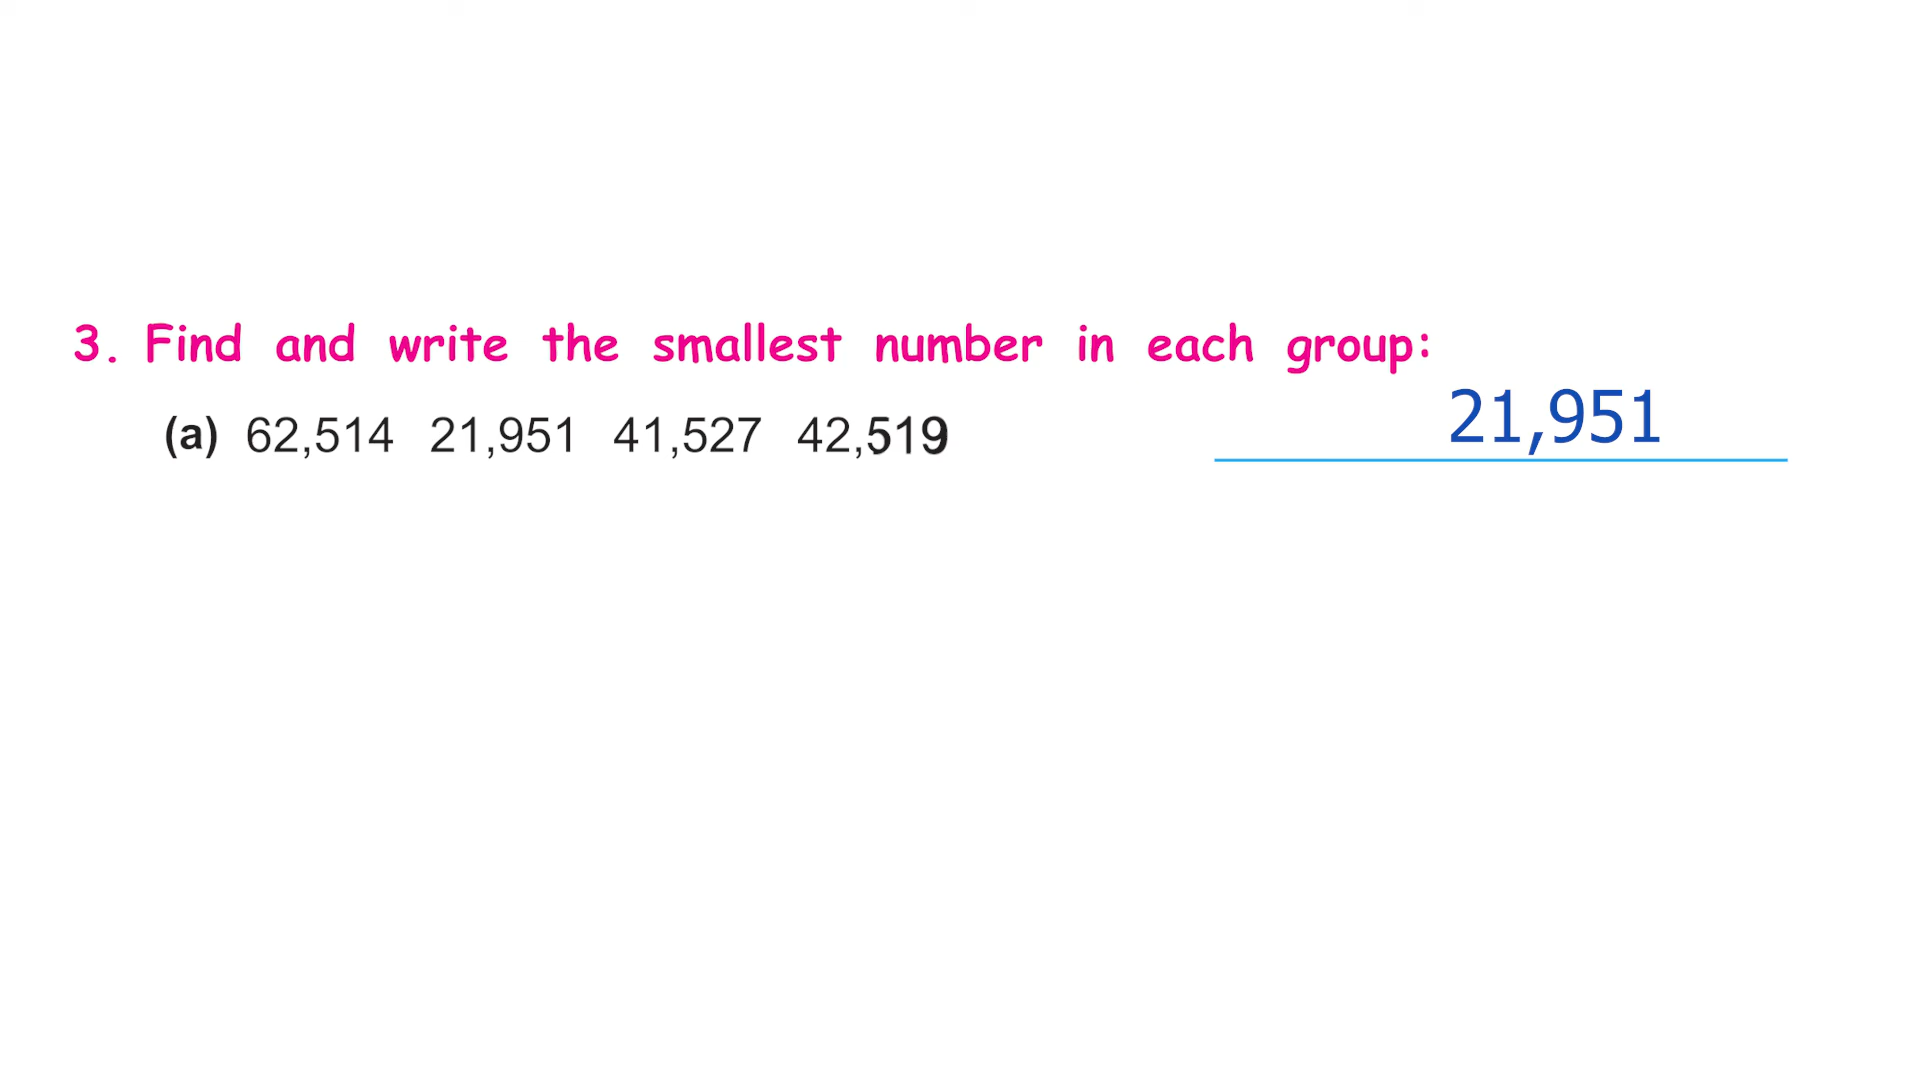 3. Find and write the smallest number in each group:
(a) 62,514 21,951 41,527 42,519 21,951